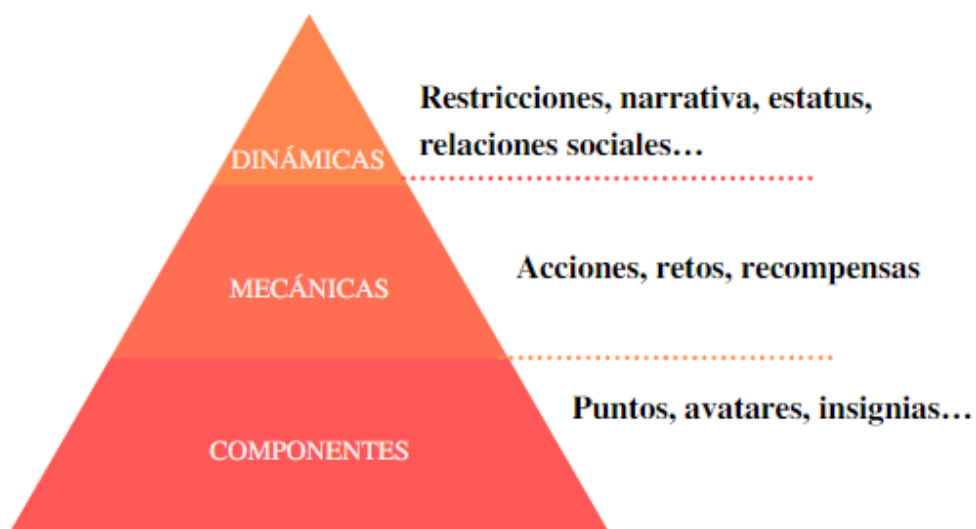 Restricciones, narrativa, estatus,
relaciones sociales…
DINÁMICAS
Acciones, retos, recompensas
MECÁNICAS
Puntos, avatares, insignias…
COMPONENTES